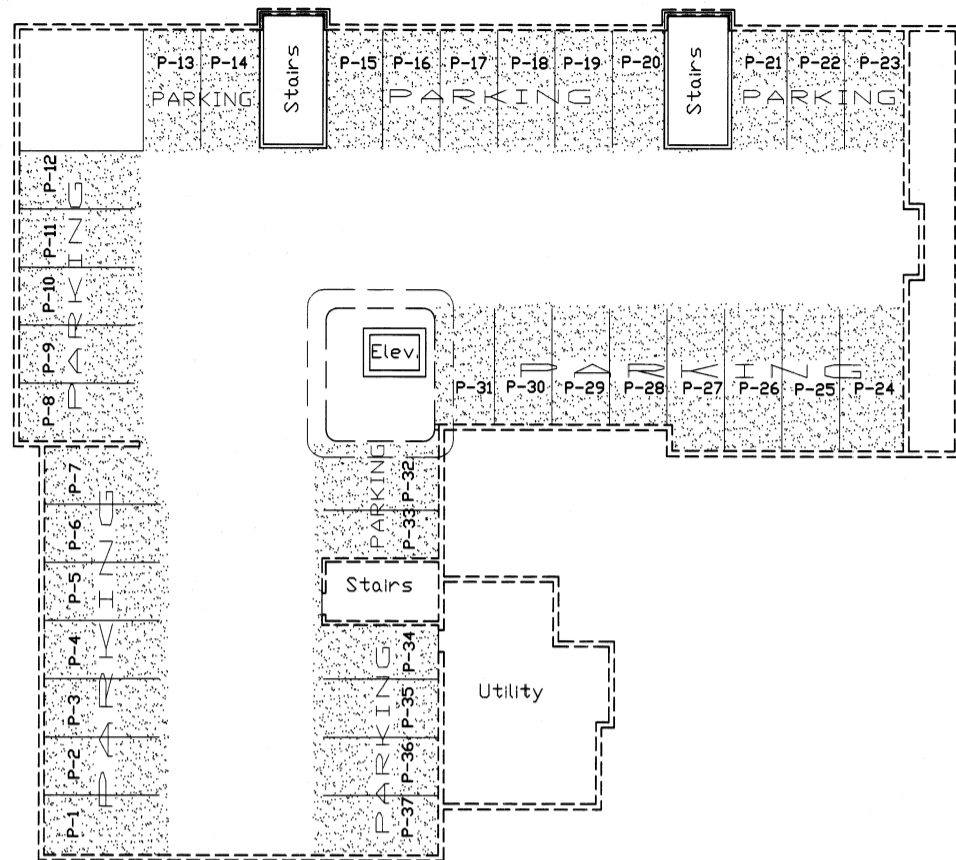 P-13 P-14 Stairs P-15 P-16 P-17 P-18 P-19 P-20 Stairs P-21 P-22 P-23
PARKING PARKING PARKING
P-12
P-11
P-10
P-9
P-8
PARKING
Elev.
PARKING
P-31 P-30 P-29 P-28 P-27 P-26 P-25 P-24
P-7
P-6
P-5
P-4
P-3
P-2
P-1
PARKING
PARKING
P-32
P-33
Stairs
P-34
P-35
P-36
P-37
PARKING
Utility